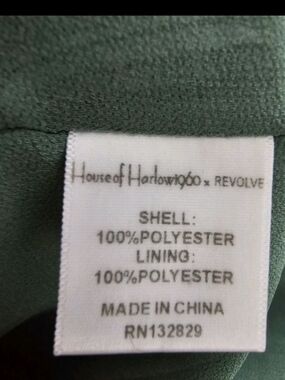 House of Harlow1960 x REVOLVE
SHELL:
100%POLYESTER
LINING:
100%POLYESTER
MADE IN CHINA
RN132829